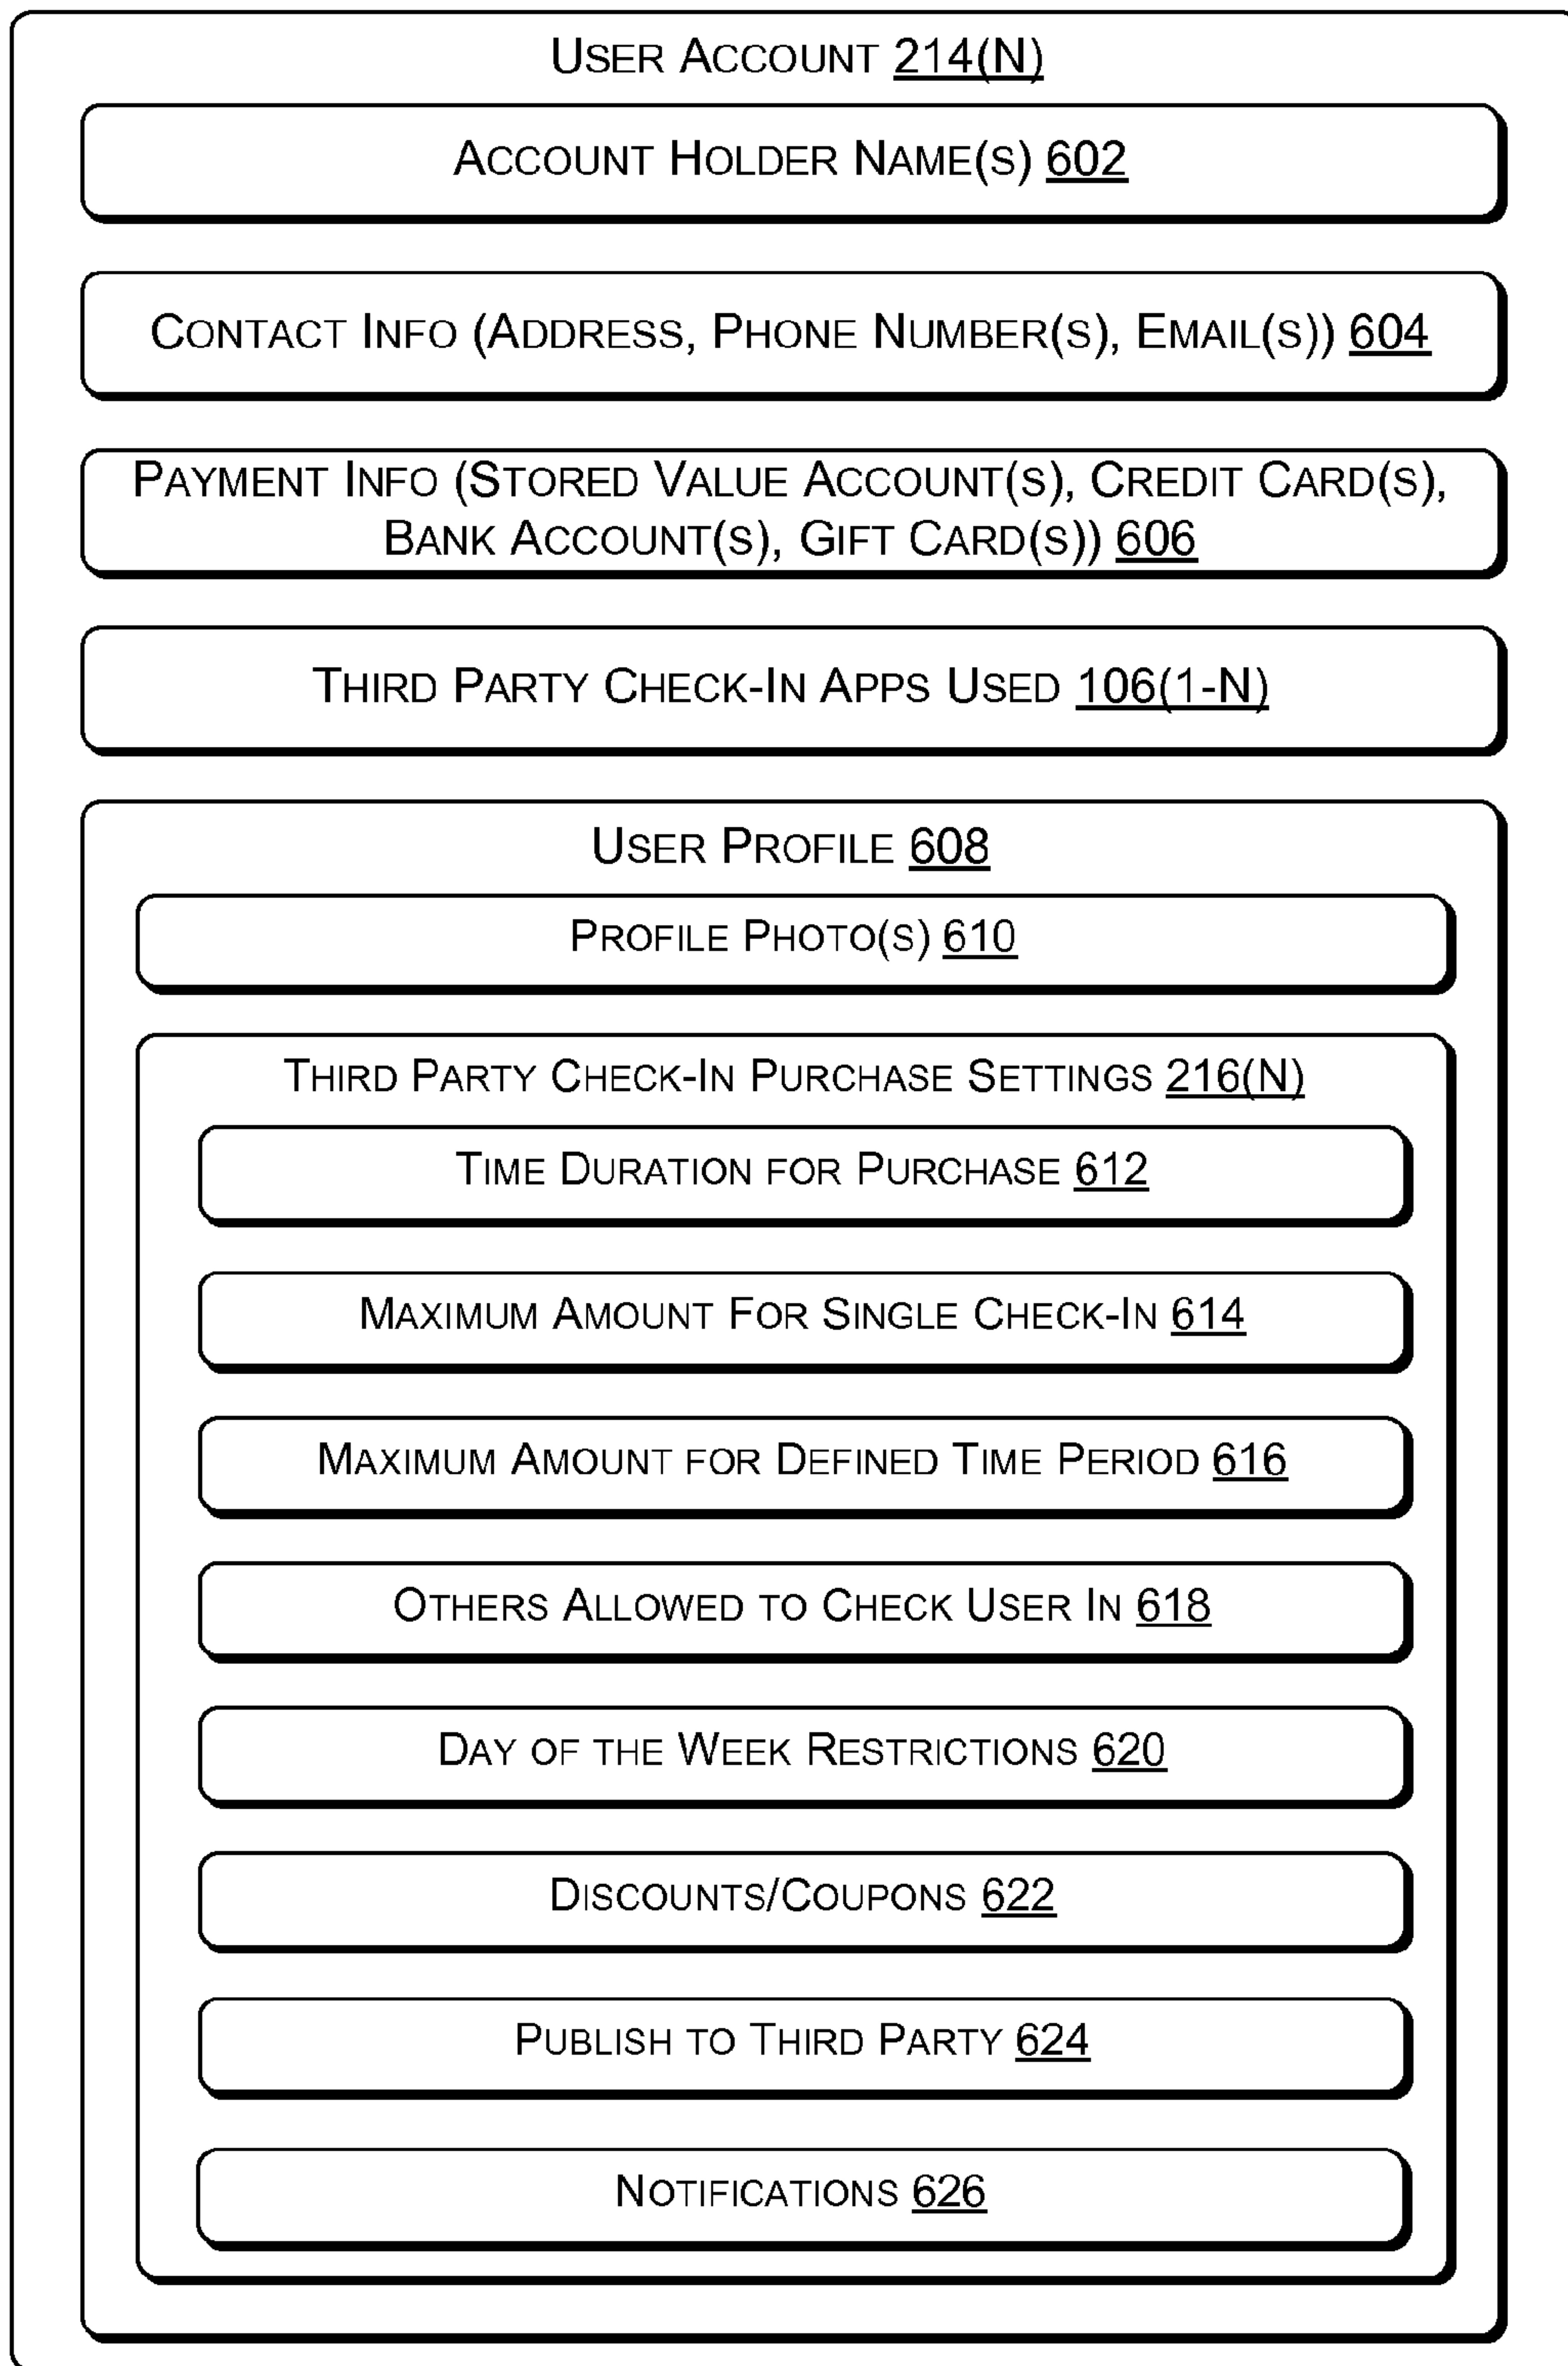 User Account 214(N)
Account Holder Name(s) 602
Contact Info (Address, Phone Number(s), Email(s)) 604
Payment Info (Stored Value Account(s), Credit Card(s),
Bank Account(s), Gift Card(s)) 606
Third Party Check-In Apps Used 106(1-N)
User Profile 608
Profile Photo(s) 610
Third Party Check-In Purchase Settings 216(N)
Time Duration for Purchase 612
Maximum Amount For Single Check-In 614
Maximum Amount for Defined Time Period 616
Others Allowed to Check User In 618
Day of the Week Restrictions 620
Discounts/Coupons 622
Publish to Third Party 624
Notifications 626